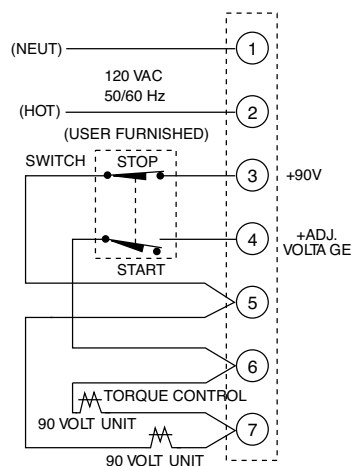 (NEUT)
1
120 VAC
50/60 Hz
(HOT)
2
(USER FURNISHED)
SWITCH
STOP
3
+90V
4
+ADJ.
VOLTA GE
START
5
6
TORQUE CONTROL
90 VOLT UNIT
7
90 VOLT UNIT